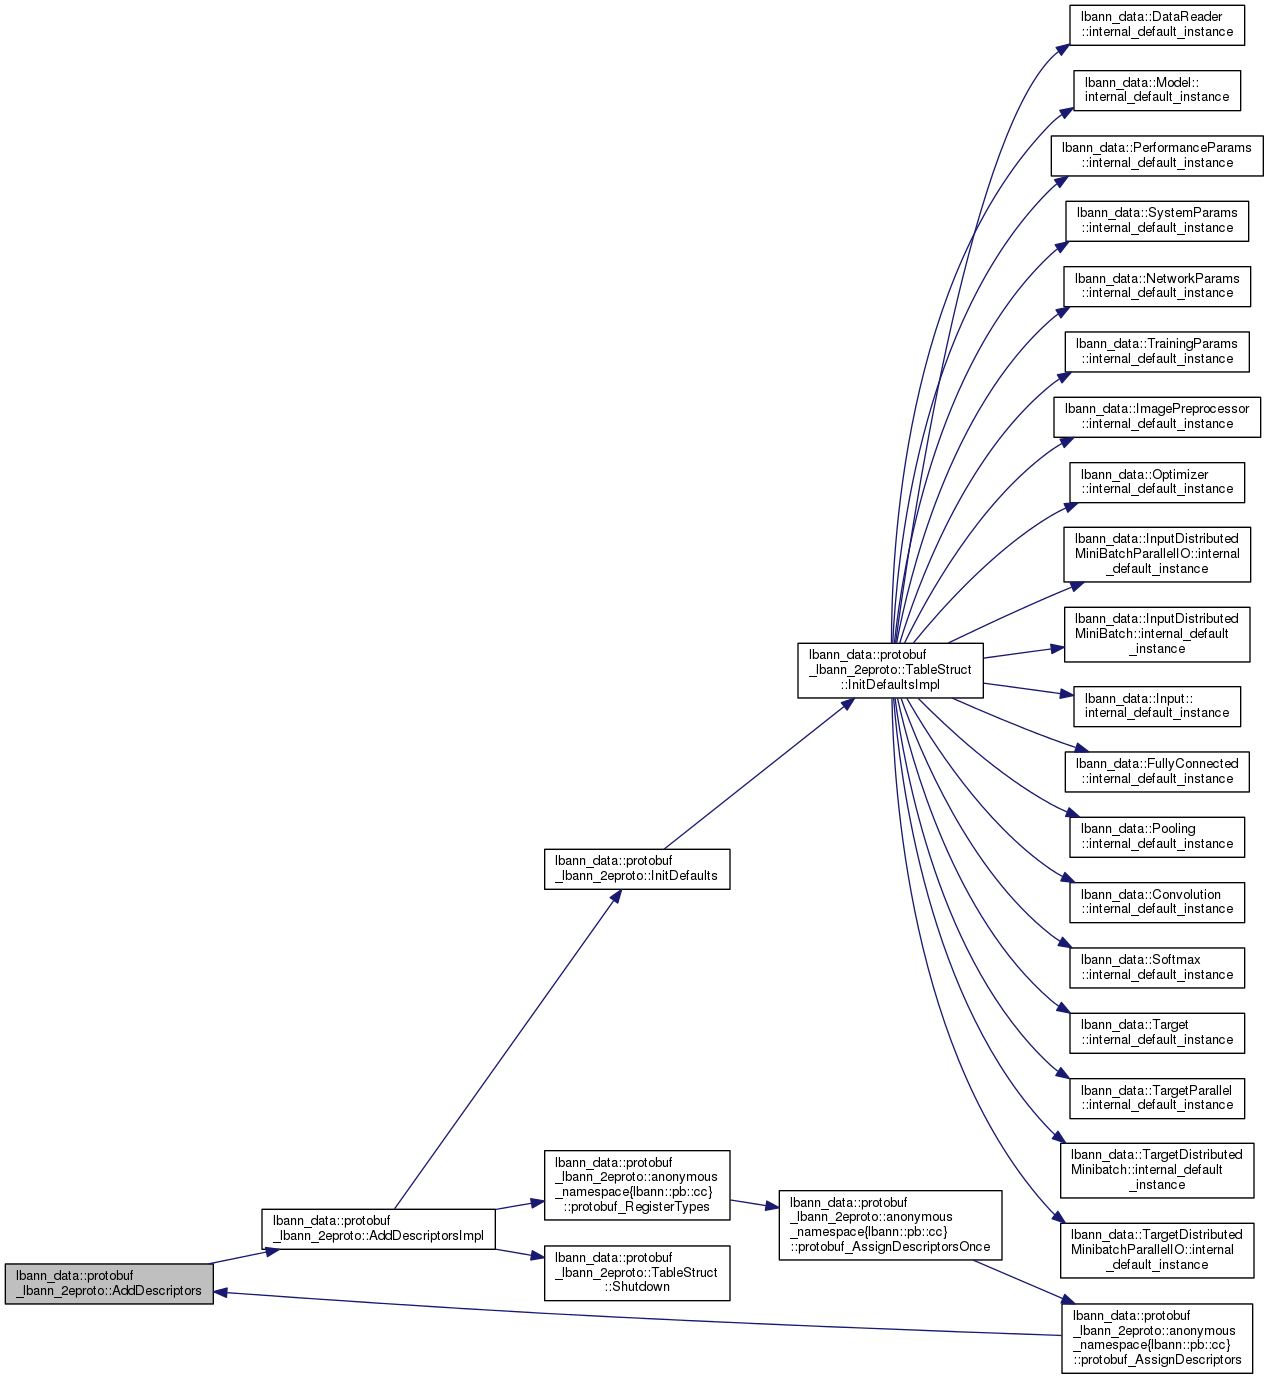 lbann_data::DataReader
::internal_default_instance
lbann_data::Model::
internal_default_instance
lbann_data::PerformanceParams
::internal_default_instance
lbann_data::SystemParams
::internal_default_instance
lbann_data::NetworkParams
::internal_default_instance
lbann_data::TrainingParams
::internal_default_instance
lbann_data::ImagePreprocessor
::internal_default_instance
lbann_data::Optimizer
::internal_default_instance
lbann_data::InputDistributed
MiniBatchParallelIO::internal
_default_instance
lbann_data::InputDistributed
MiniBatch::internal_default
_instance
lbann_data::protobuf
_lbann_2eproto::TableStruct
::InitDefaultsImpl
lbann_data::Input::
internal_default_instance
lbann_data::FullyConnected
::internal_default_instance
lbann_data::Pooling
::internal_default_instance
lbann_data::protobuf
_lbann_2eproto::InitDefaults
lbann_data::Convolution
::internal_default_instance
lbann_data::Softmax
::internal_default_instance
lbann_data::Target
::internal_default_instance
lbann_data::TargetParallel
::internal_default_instance
lbann_data::TargetDistributed
Minibatch::internal_default
_instance
lbann_data::protobuf
_lbann_2eproto::anonymous
_namespace{lbann::pb::cc}
::protobuf_RegisterTypes
lbann_data::protobuf
_lbann_2eproto::anonymous
_namespace{lbann::pb::cc}
::protobuf_AssignDescriptorsOnce
lbann_data::protobuf
_lbann_2eproto::AddDescriptorsImpl
lbann_data::TargetDistributed
MinibatchParallelIO::internal
_default_instance
lbann_data::protobuf
_lbann_2eproto::TableStruct
::Shutdown
lbann_data::protobuf
_lbann_2eproto::AddDescriptors
lbann_data::protobuf
_lbann_2eproto::anonymous
_namespace{lbann::pb::cc}
::protobuf_AssignDescriptors